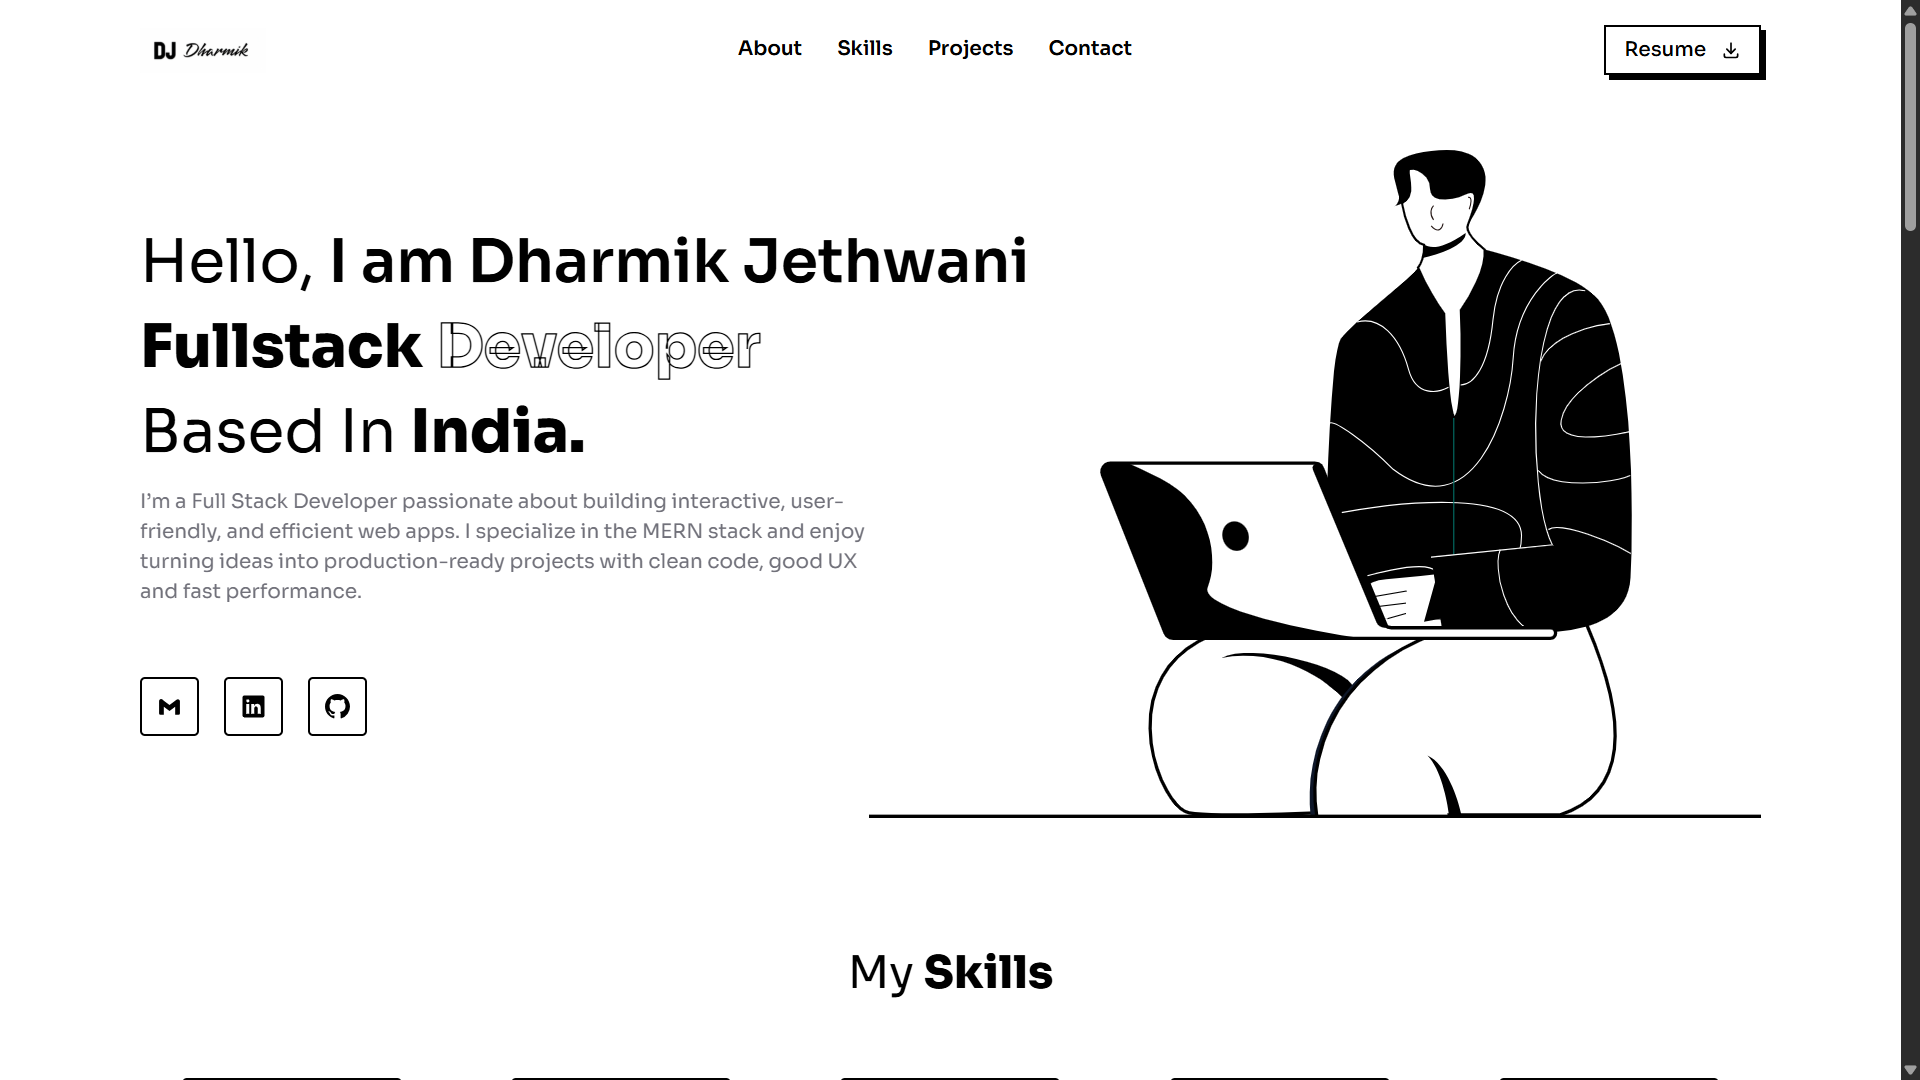 DJ Dharmik
About Skills Projects Contact
Resume
Hello, I am Dharmik Jethwani
Fullstack Developer
Based In India.
I’m a Full Stack Developer passionate about building interactive, user-
friendly, and efficient web apps. I specialize in the MERN stack and enjoy
turning ideas into production-ready projects with clean code, good UX
and fast performance.
in
My Skills